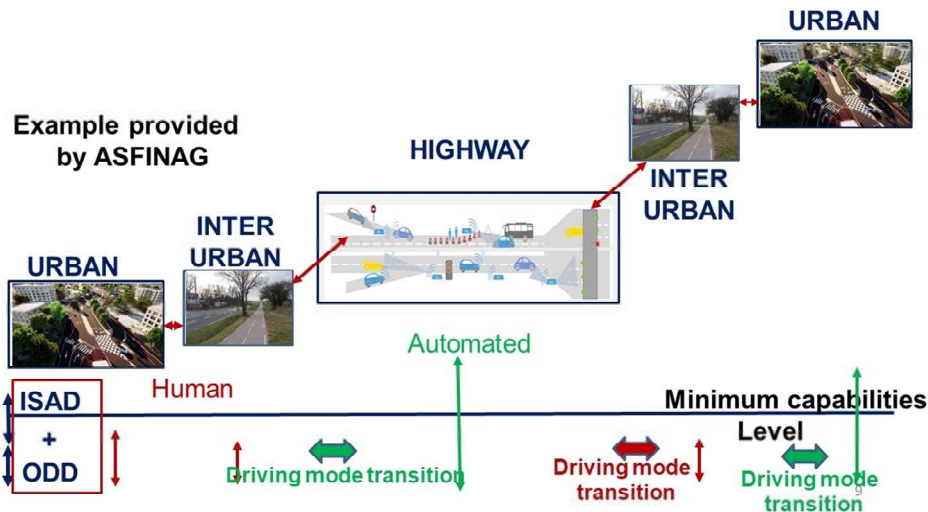 URBAN
Example provided
by ASFINAG
HIGHWAY
INTER
URBAN
INTER
URBAN
URBAN
Automated
Human
ISAD
+
ODD
Minimum capabilities
Level
Driving mode transition
Driving mode
transition
Driving mode
transition
9